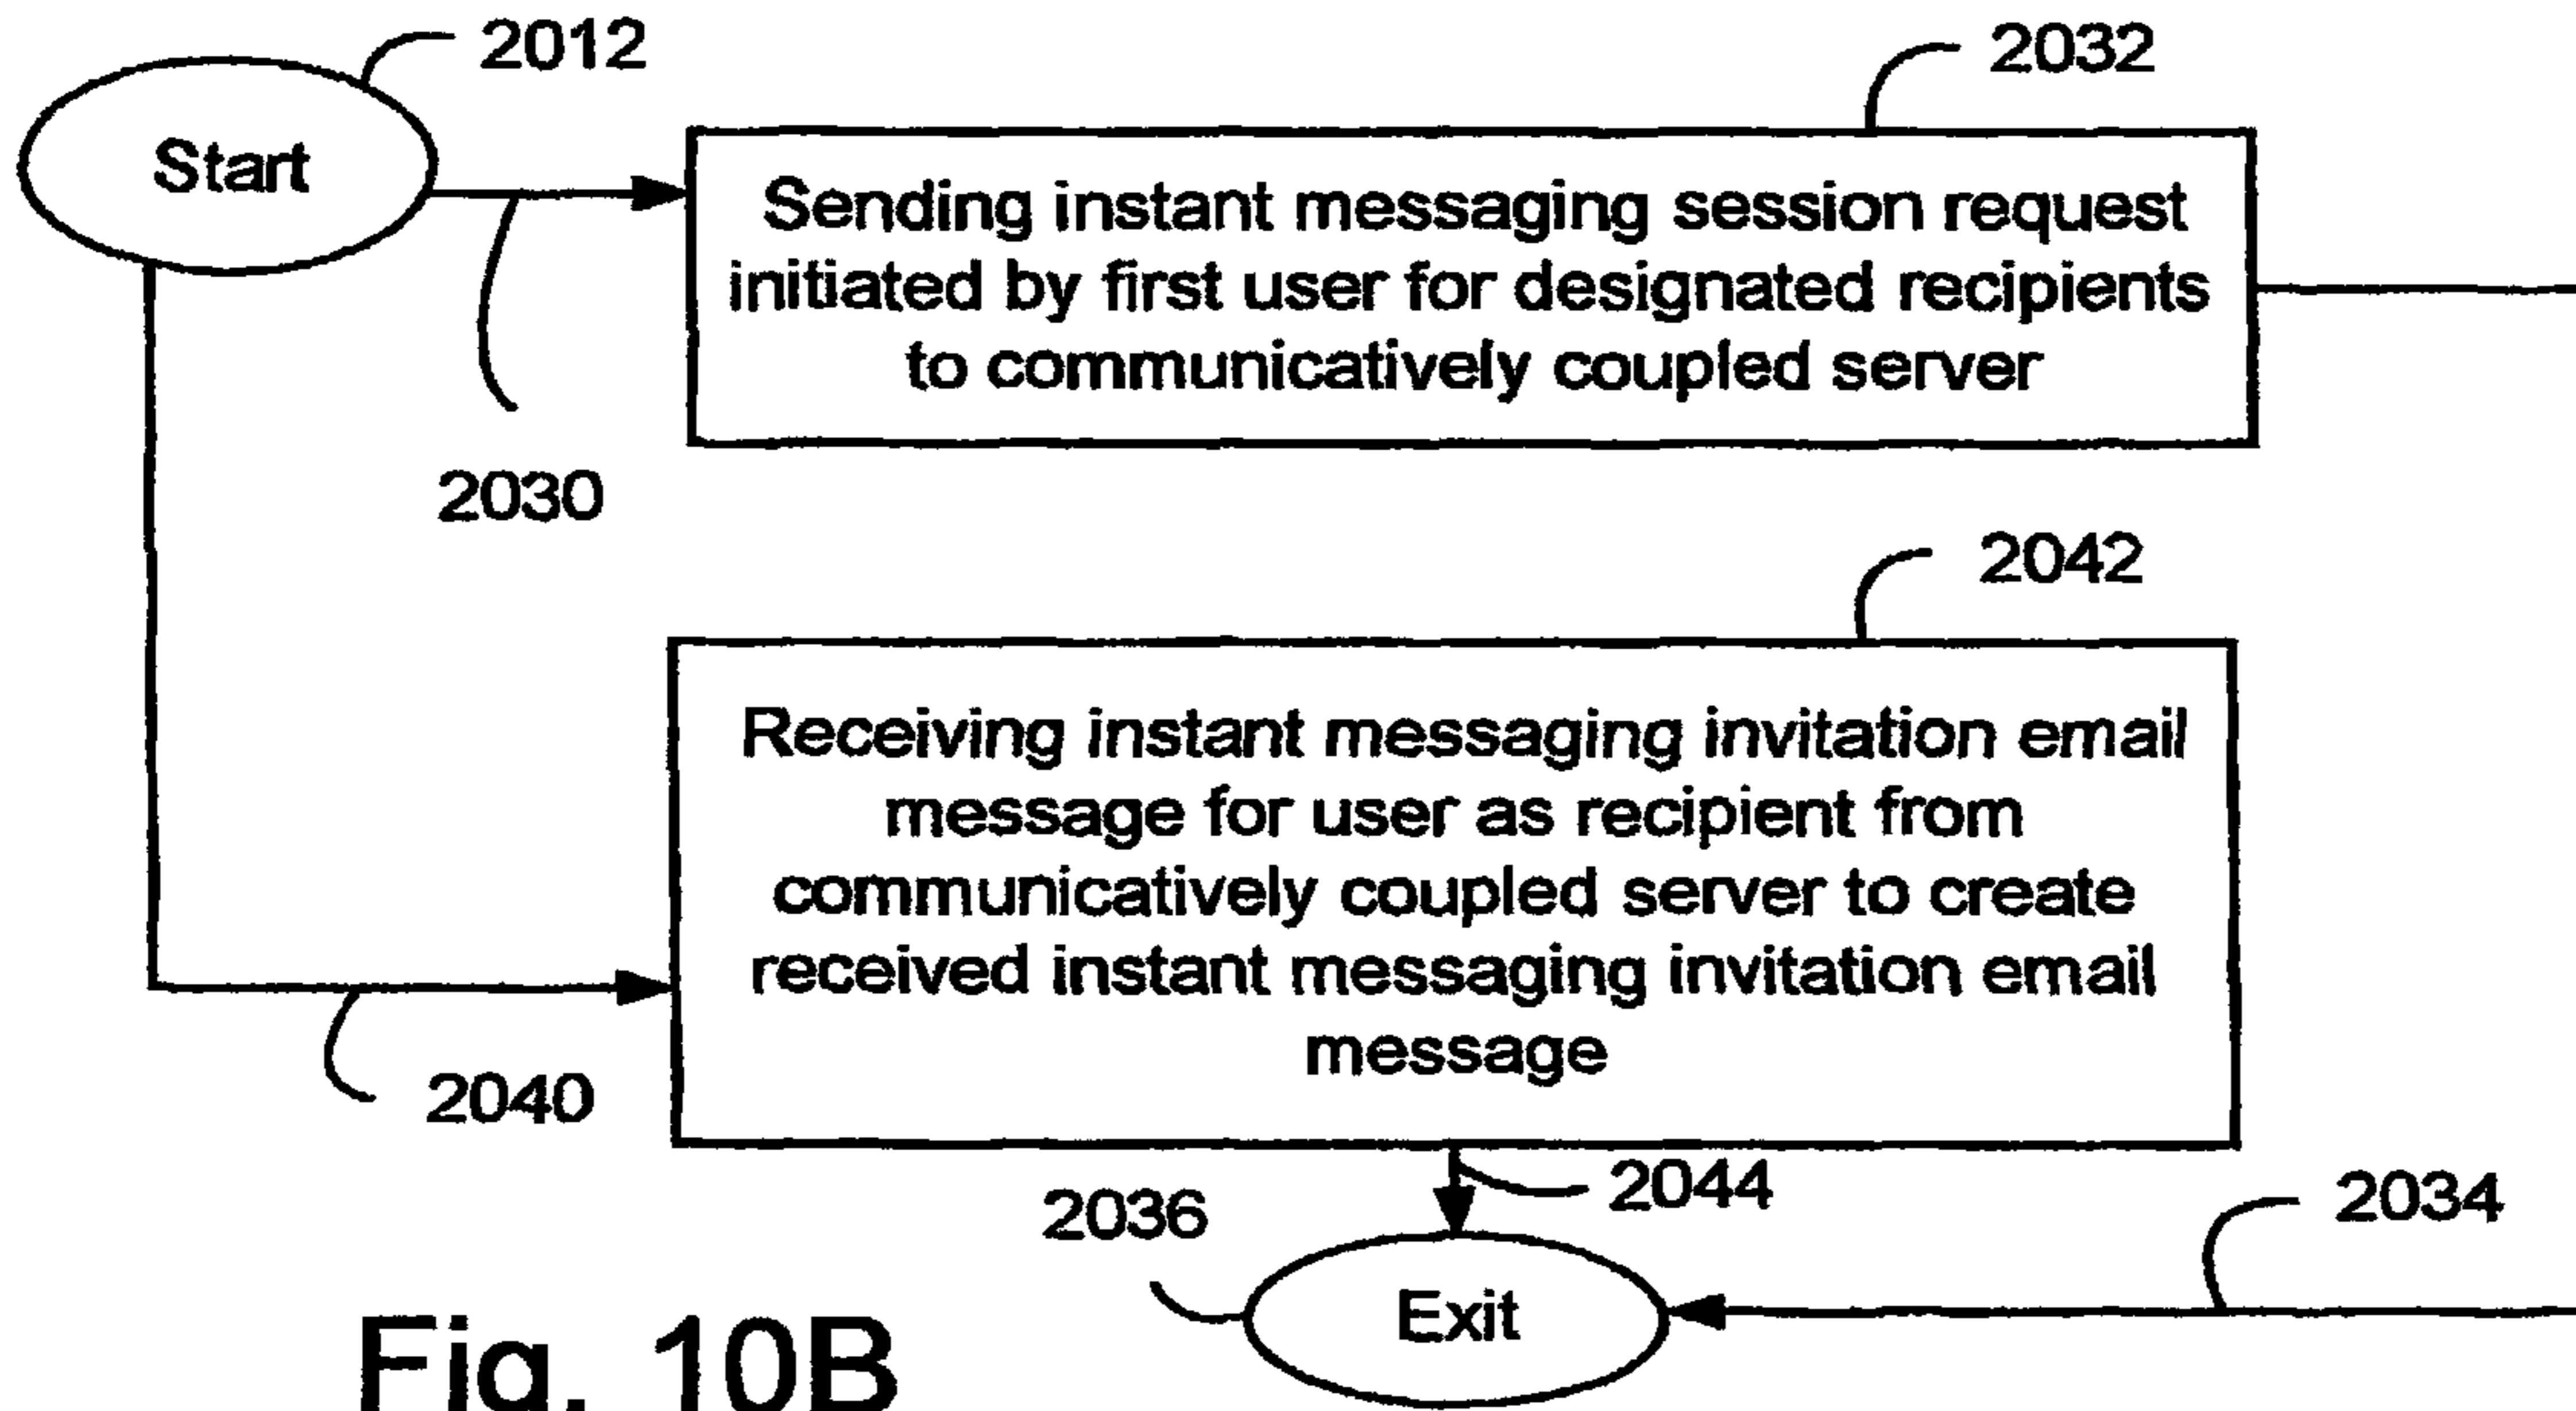 2012
2032
Start
Sending instant messaging session request
initiated by first user for designated recipients
to communicatively coupled server
2030
2042
Receiving instant messaging invitation email
message for user as recipient from
communicatively coupled server to create
received instant messaging invitation email
message
2040
2044
2036
2034
Exit
Fig. 10B